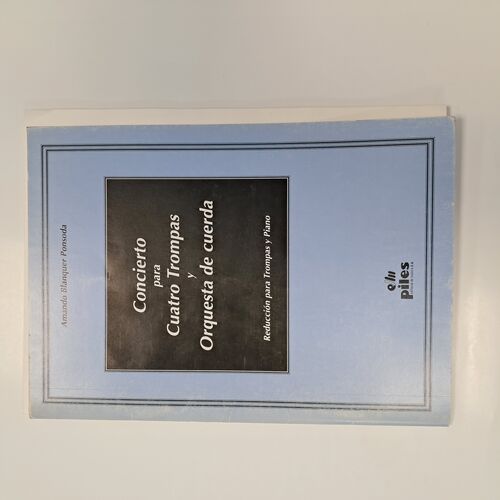 Amando Blanquer Ponsoda
Concierto
para
Cuatro Trompas
y
Orquesta de cuerda
Reducción para Trompas y Piano
piles